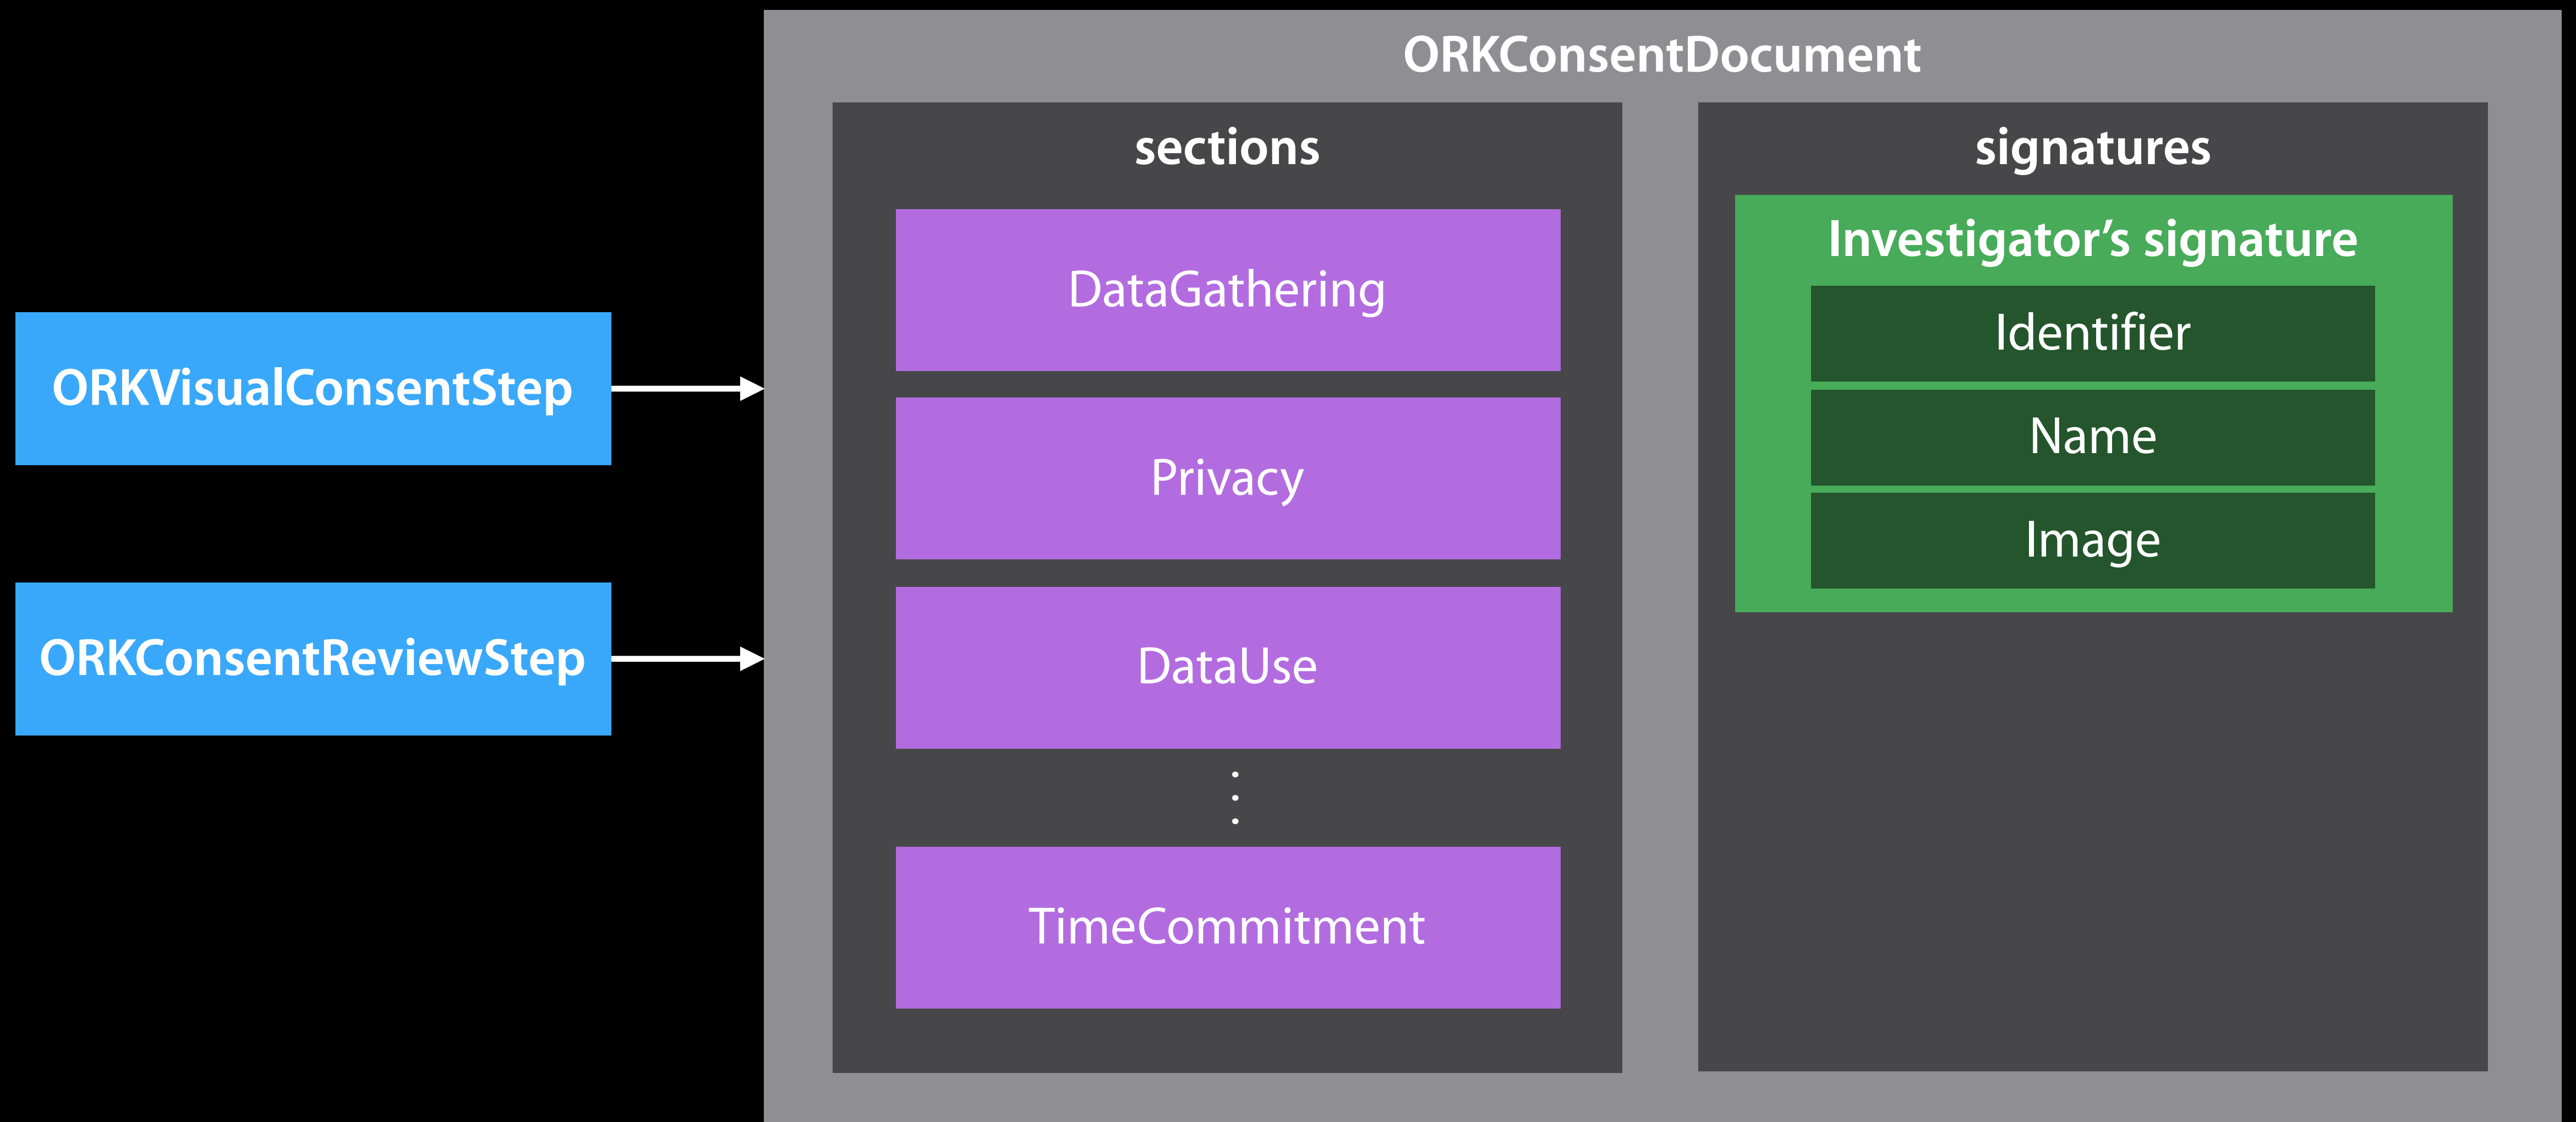 ORKVisualConsentStep
ORKConsentReviewStep
ORKConsentDocument
sections
DataGathering
Privacy
DataUse
TimeCommitment
signatures
Investigator’s signature
Identifier
Name
Image